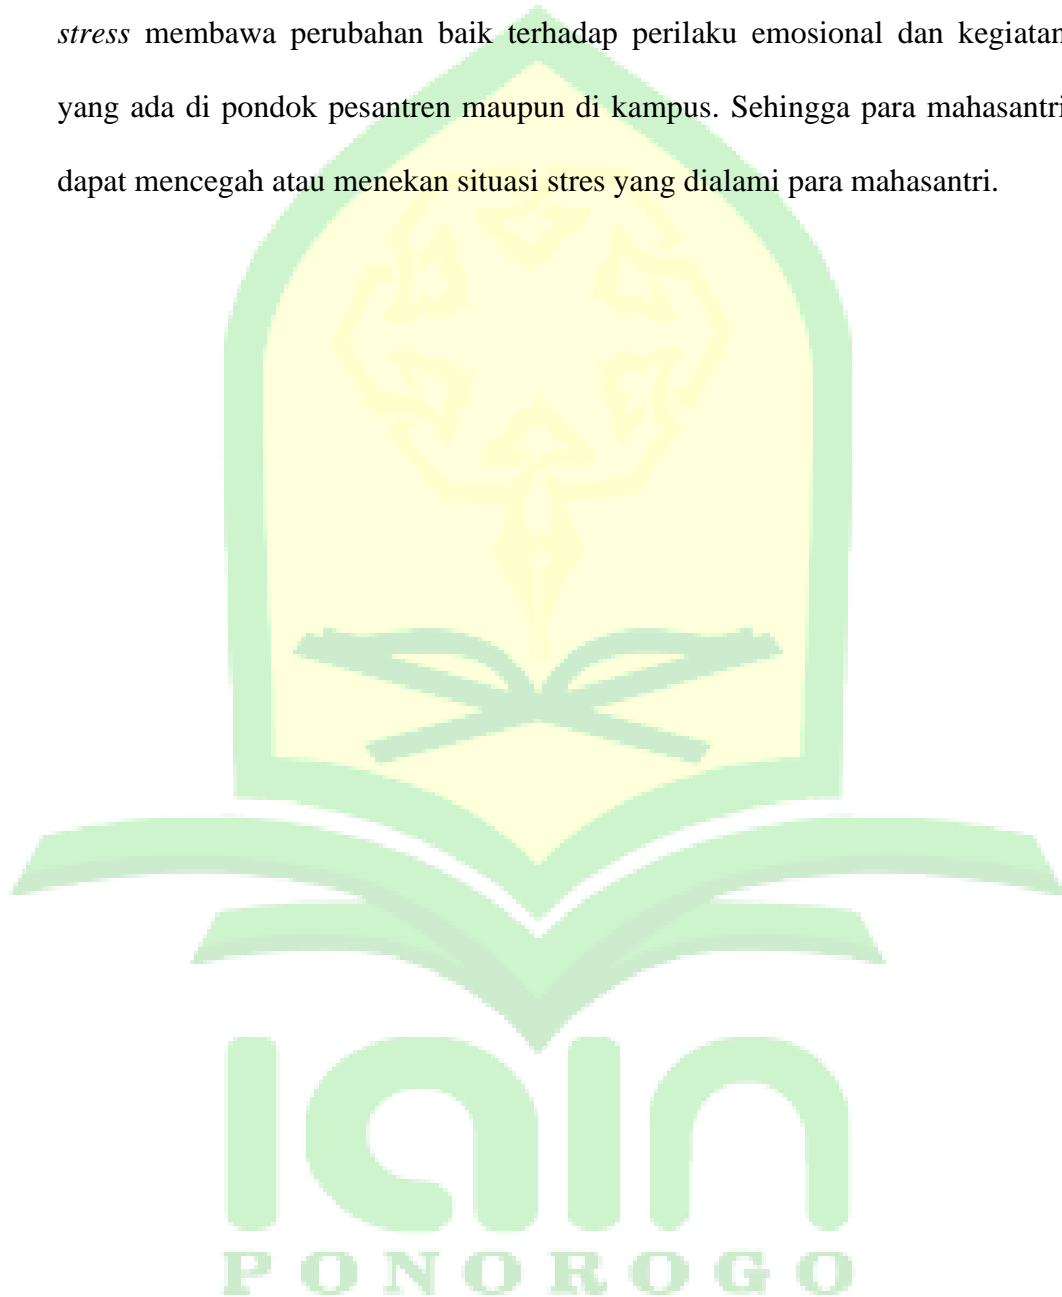 stress membawa perubahan baik terhadap perilaku emosional dan kegiatan
yang ada di pondok pesantren maupun di kampus. Sehingga para mahasantri
dapat mencegah atau menekan situasi stres yang dialami para mahasantri.
IAIN
PONOROGO